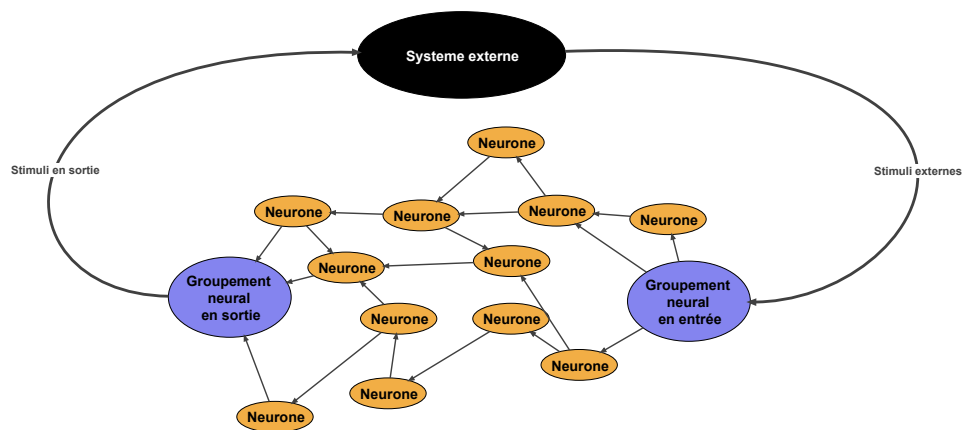 Systeme externe
Neurone
Stimuli en sortie
Stimuli externes
Neurone
Neurone
Neurone
Neurone
Neurone
Neurone
Groupement
neural
en sortie
Groupement
neural
en entrée
Neurone
Neurone
Neurone
Neurone
Neurone